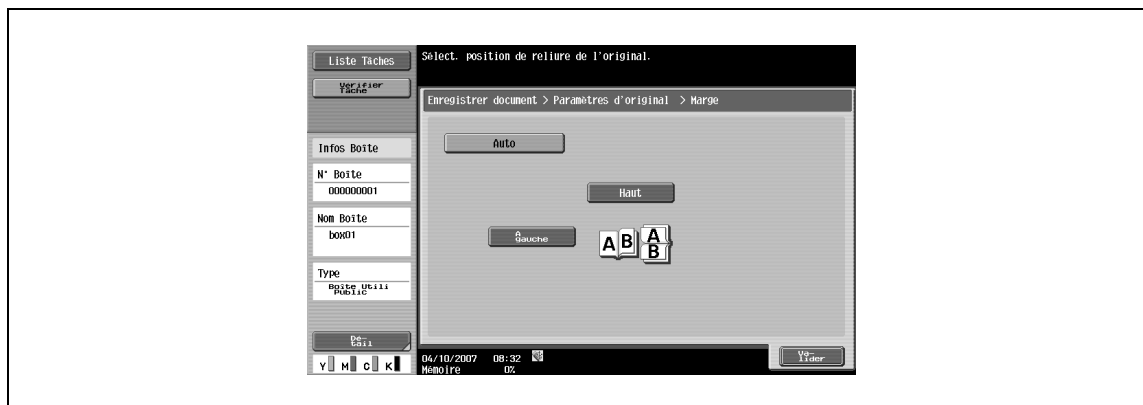 Liste Tâches
Vérifier
Tâche
Infos Boîte
N° Boîte
000000001
Nom Boîte
box01
Type
Boîte Utili
Public
Dé-
tail
Y M C K
Sélect. position de reliure de l'original.
Enregistrer document > Paramètres d'original > Marge
Auto
Haut
A
gauche
A B A
B
04/10/2007 08:32
Mémoire 0%
Va-
lider